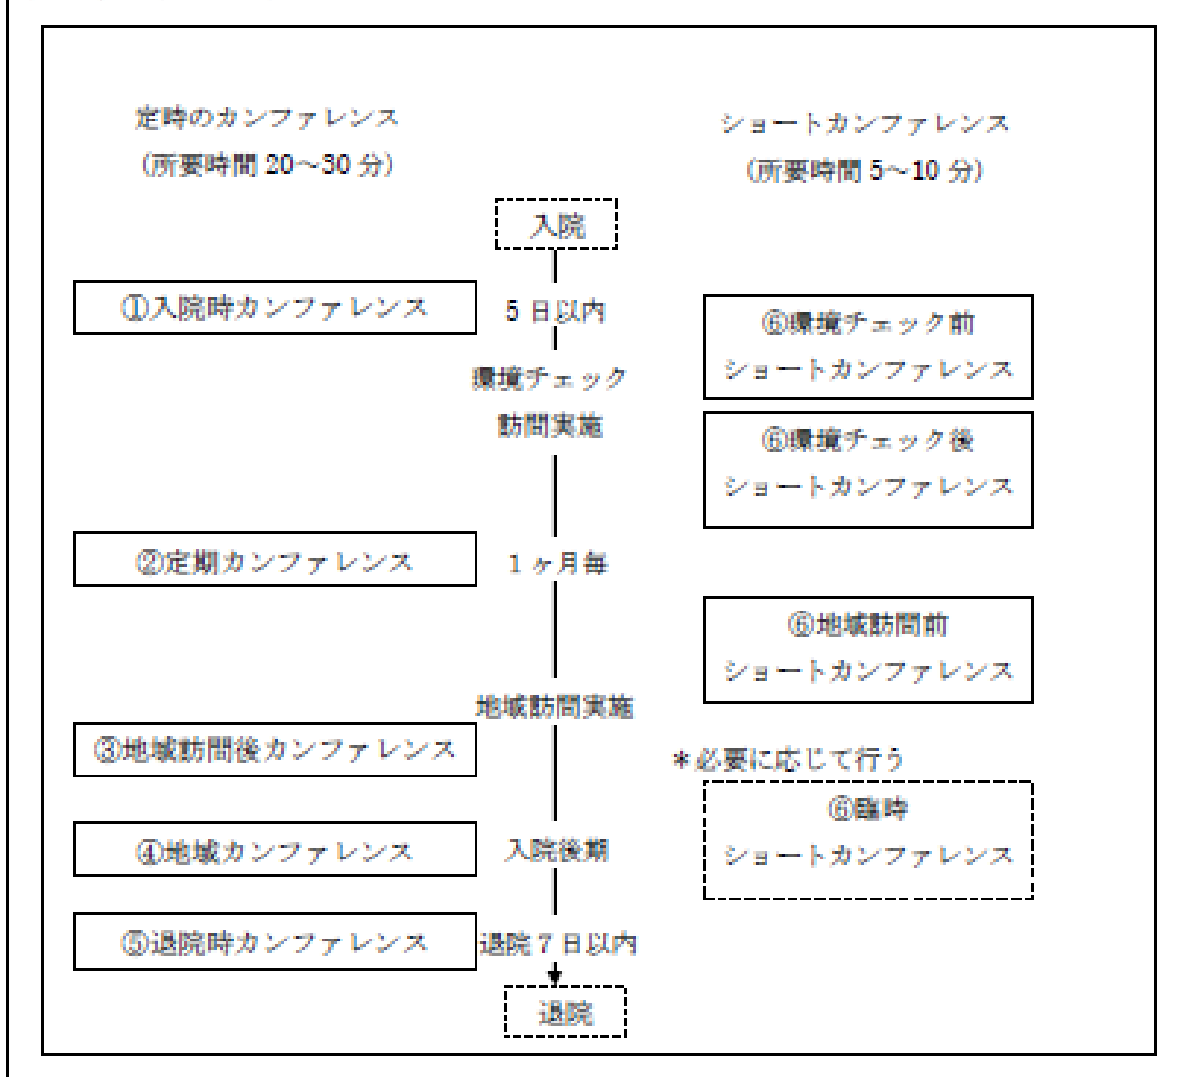 定時のカンファレンス
(所要時間 20～30 分)
ショートカンファレンス
(所要時間 5～10 分)
入院
①入院時カンファレンス
5 日以内
⑥環境チェック前
ショートカンファレンス
環境チェック
訪問実施
⑥環境チェック後
ショートカンファレンス
②定期カンファレンス
1 ヶ月毎
⑥地域訪問前
ショートカンファレンス
地域訪問実施
③地域訪問後カンファレンス
＊必要に応じて行う
⑥臨時
ショートカンファレンス
④地域カンファレンス
入院後期
⑤退院時カンファレンス
退院 7 日以内
退院